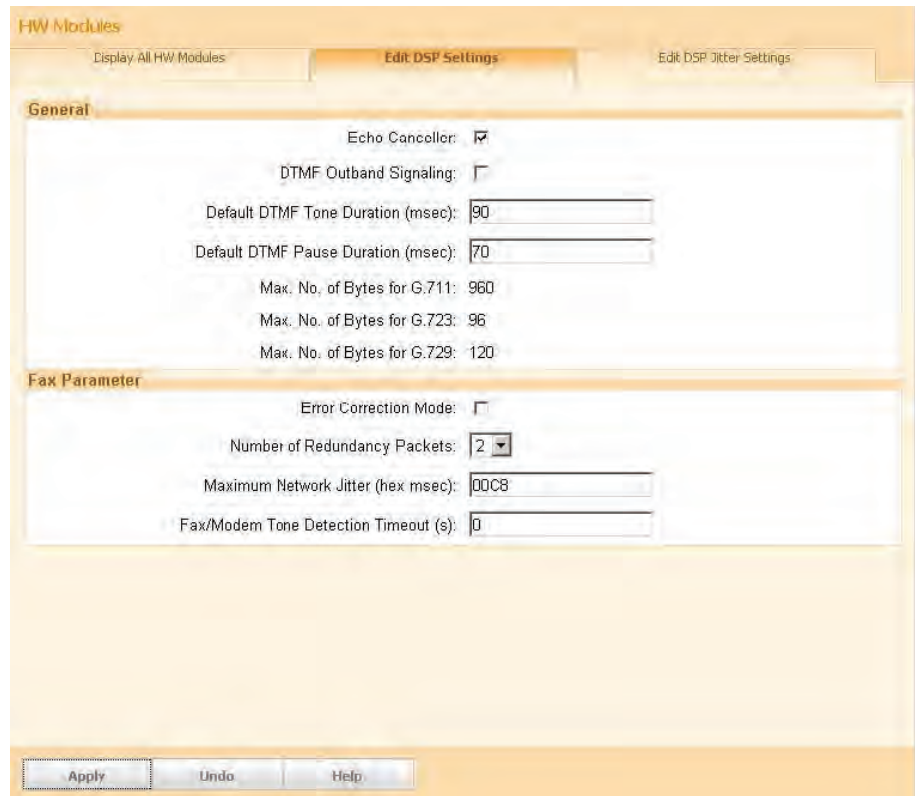 HW Modules
Display All HW Modules
Edit DSP Settings
Edit DSP Jitter Settings
General
Echo Canceller:
DTMF Outband Signaling:
Default DTMF Tone Duration (msec): 90
Default DTMF Pause Duration (msec): 70
Max. No. of Bytes for G.711: 960
Max. No. of Bytes for G.723: 96
Max. No. of Bytes for G.729: 120
Fax Parameter
Error Correction Mode:
Number of Redundancy Packets: 2
Maximum Network Jitter (hex msec): 00C8
Fax/Modem Tone Detection Timeout (s): 0
Apply
Undo
Help